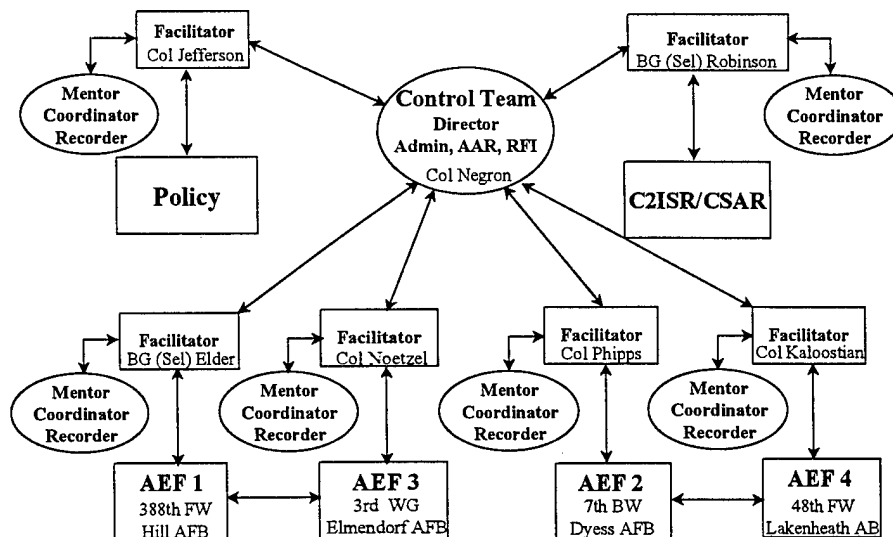 Facilitator
Col Jefferson
Facilitator
BG (Sel) Robinson
Mentor
Coordinator
Recorder
Control Team
Director
Admin, AAR, RFI
Col Negron
Mentor
Coordinator
Recorder
Policy
C2ISR/CSAR
Facilitator
BG (Sel) Elder
Facilitator
Col Noetzel
Facilitator
Col Phipps
Facilitator
Col Kaloostian
Mentor
Coordinator
Recorder
Mentor
Coordinator
Recorder
Mentor
Coordinator
Recorder
Mentor
Coordinator
Recorder
AEF 1
388th FW
Hill AFB
AEF 3
3rd WG
Elmendorf AFB
AEF 2
7th BW
Dyess AFB
AEF 4
48th FW
Lakenheath AB